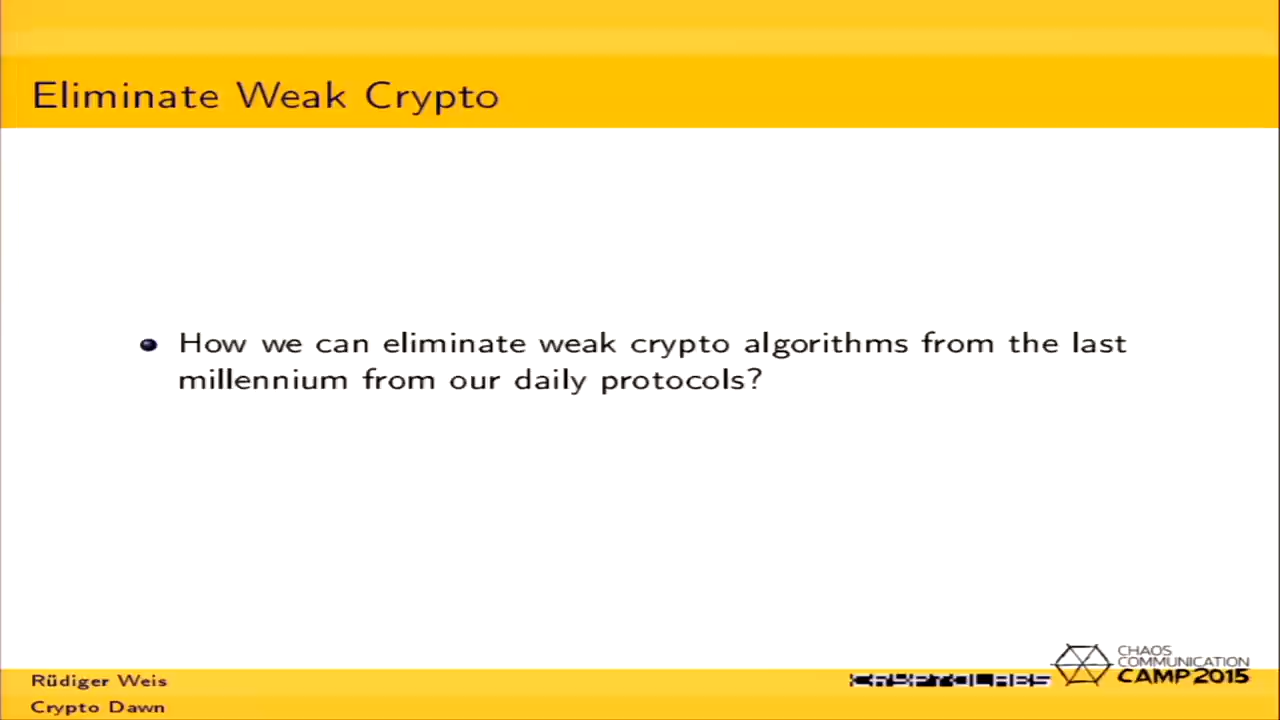 Eliminate Weak Crypto
How we can eliminate weak crypto algorithms from the last
millennium from our daily protocols?
Rüdiger Weis
Crypto Dawn
CRYPTOLABS
CHAOS
COMMUNICATION
CAMP 2015